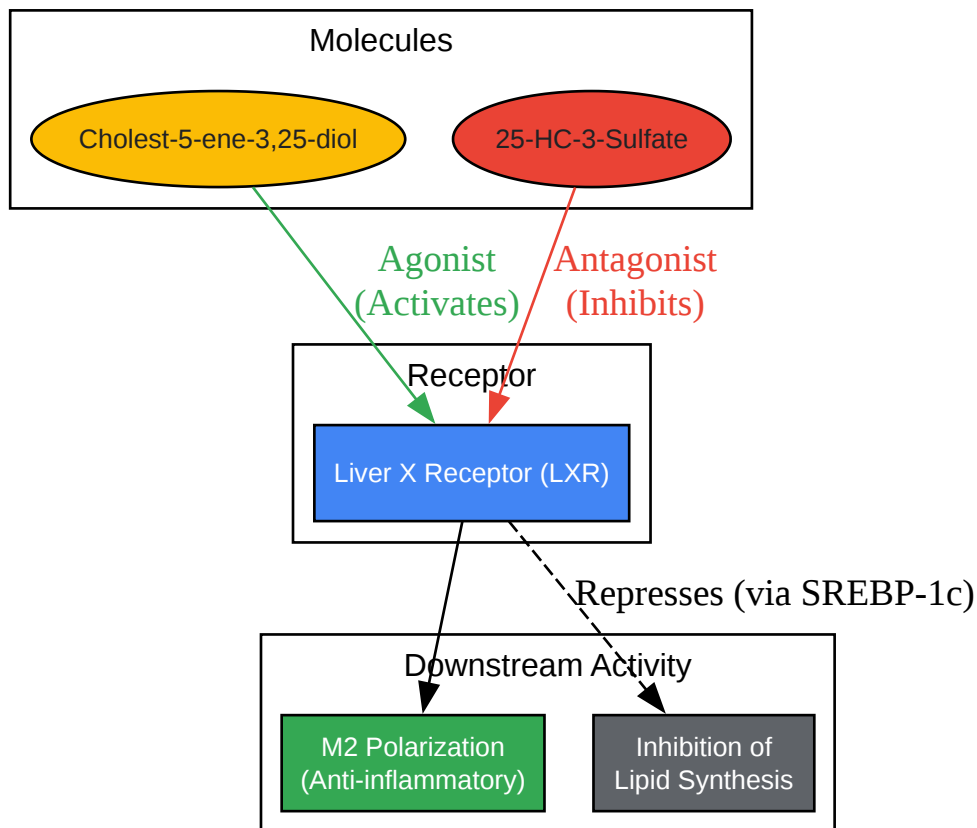 Molecules
Cholest-5-ene-3,25-diol
25-HC-3-Sulfate
Agonist
(Activates)
Antagonist
(Inhibits)
Receptor
Liver X Receptor (LXR)
Represses (via SREBP-1c)
Downstream Activity
M2 Polarization
(Anti-inflammatory)
Inhibition of
Lipid Synthesis